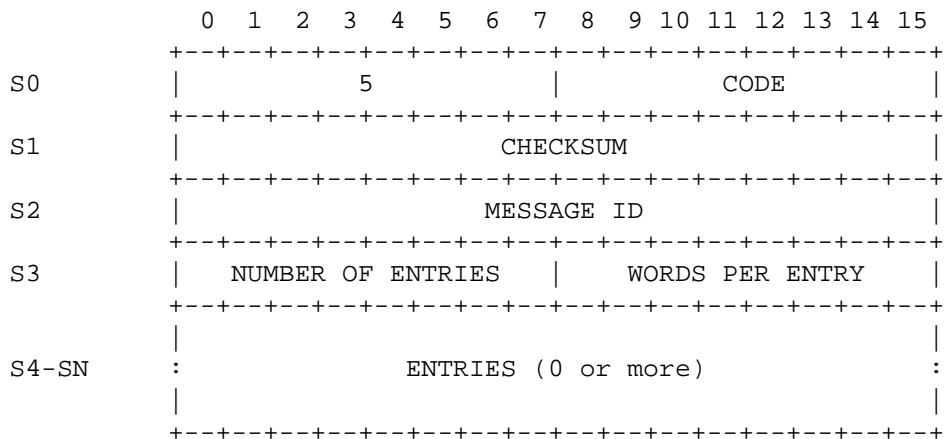 0 1 2 3 4 5 6 7 8 9 10 11 12 13 14 15
+--+--+--+--+--+--+--+--+--+--+--+--+--+--+--+--+
S0 | 5 | CODE |
+--+--+--+--+--+--+--+--+--+--+--+--+--+--+--+--+
S1 | CHECKSUM |
+--+--+--+--+--+--+--+--+--+--+--+--+--+--+--+--+
S2 | MESSAGE ID |
+--+--+--+--+--+--+--+--+--+--+--+--+--+--+--+--+
S3 | NUMBER OF ENTRIES | WORDS PER ENTRY |
+--+--+--+--+--+--+--+--+--+--+--+--+--+--+--+--+
| |
S4-SN : ENTRIES (0 or more) :
| |
+--+--+--+--+--+--+--+--+--+--+--+--+--+--+--+--+